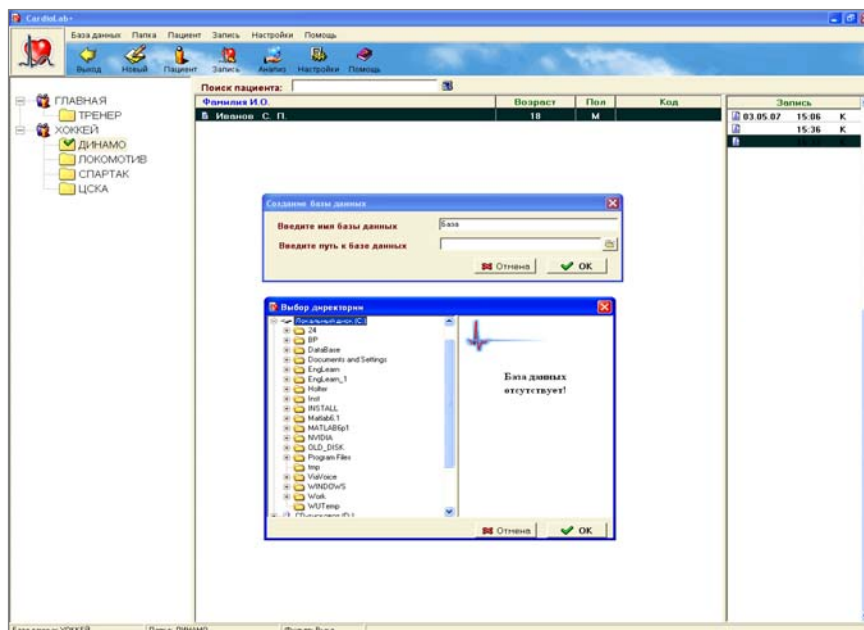 CardioLab+
База данных Папка Пациент Запись Настройки Помощь
Выход Новый Пациент Запись Анализ Настройки Помощь
Поиск пациента:
Фамилия И.О. Возраст Пол Код Запись
Иванов С. П. 18 М
03.05.07 15:06 К
15:36 К
ГЛАВНАЯ
ТРЕНЕР
ХОККЕЙ
ДИНАМО
ЛОКОМОТИВ
СПАРТАК
ЦСКА
Создание базы данных
Введите имя базы данных База
Введите путь к базе данных
Отмена OK
Выбор директории
Локальный диск (C:)
24
BP
DataBase
Documents and Settings
EngLearn
EngLearn_1
Holter
Inst
INSTALL
Matlab6.1
MATLAB6p1
NVIDIA
OLD_DISK
Program Files
tmp
ViaVoice
WINDOWS
Work
WUTemp
База данных
отсутствует!
Отмена OK